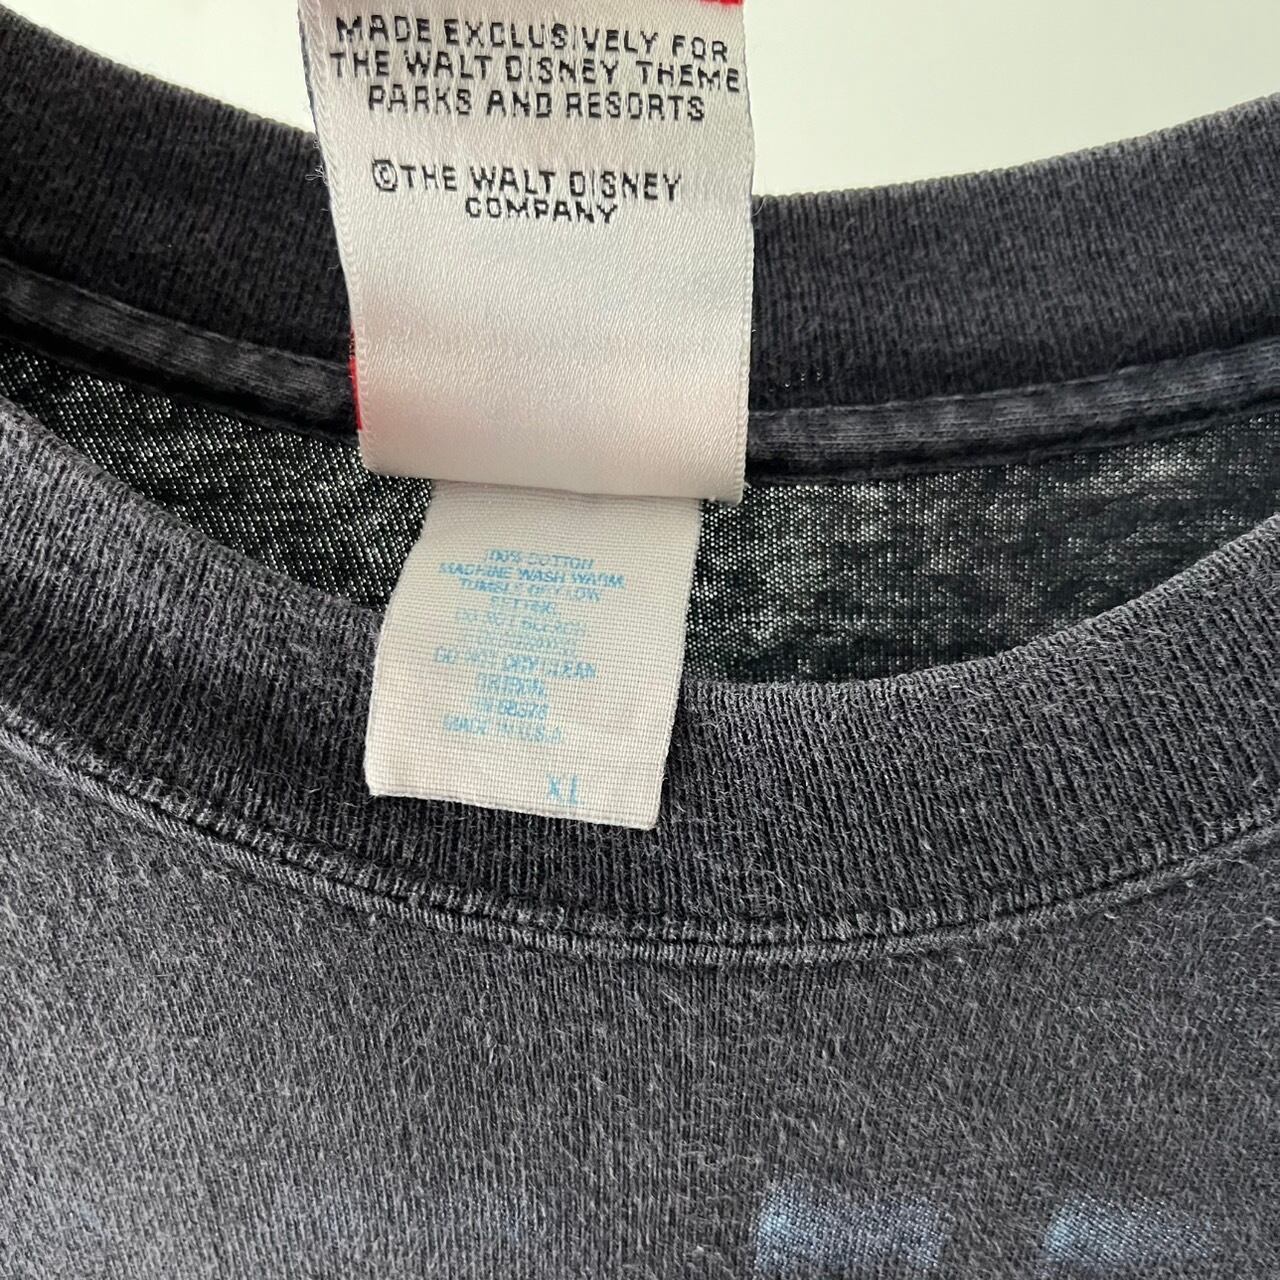 MADE EXCLUSIVELY FOR
THE WALT DISNEY THEME
PARKS AND RESORTS
©THE WALT DISNEY
COMPANY
100% COTTON
MACHINE WASH WARM
TUMBLE DRY LOW
SETTING
DO NOT BLEACH
DO NOT DRY CLEAN
MADE IN U.S.A
XL